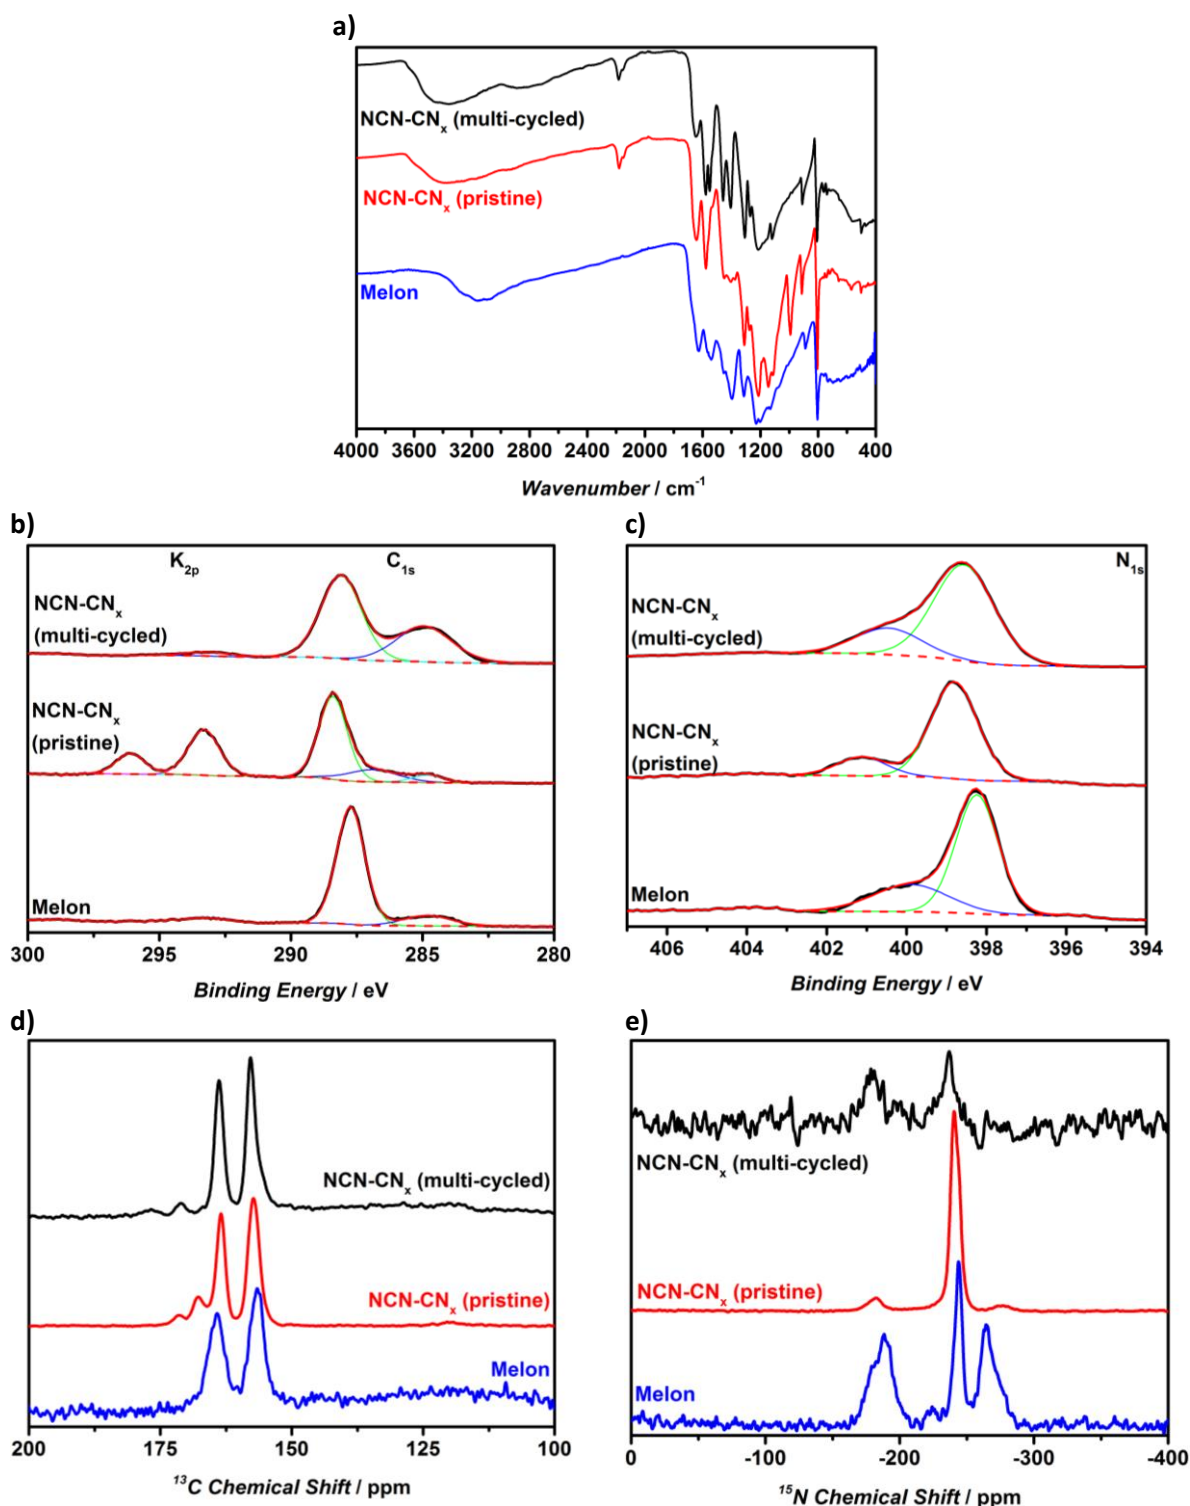 a)
NCN-CNₓ (multi-cycled)
NCN-CNₓ (pristine)
Melon
4000 3600 3200 2800 2400 2000 1600 1200 800 400
Wavenumber / cm⁻¹
b)
K₂ₚ C₁ₛ
NCN-CNₓ
(multi-cycled)
NCN-CNₓ
(pristine)
Melon
300 295 290 285 280
Binding Energy / eV
c)
N₁ₛ
NCN-CNₓ
(multi-cycled)
NCN-CNₓ
(pristine)
Melon
406 404 402 400 398 396 394
Binding Energy / eV
d)
NCN-CNₓ (multi-cycled)
NCN-CNₓ (pristine)
Melon
200 175 150 125 100
¹³C Chemical Shift / ppm
e)
NCN-CNₓ (multi-cycled)
NCN-CNₓ (pristine)
Melon
0 -100 -200 -300 -400
¹⁵N Chemical Shift / ppm